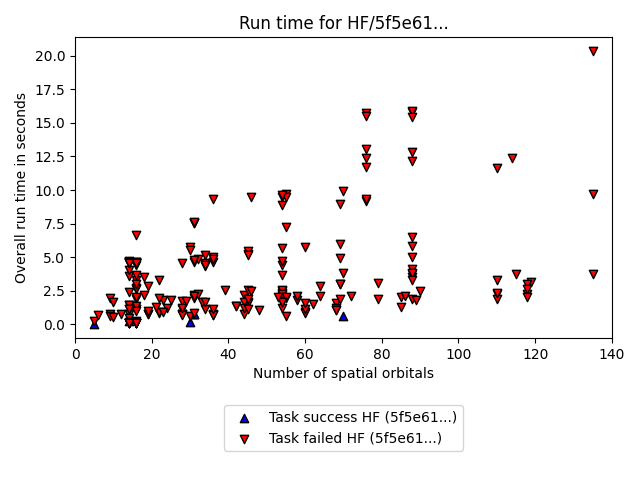 Run time for HF/5f5e61...
Overall run time in seconds
20.0
17.5
15.0
12.5
10.0
7.5
5.0
2.5
0.0
0 20 40 60 80 100 120 140
Number of spatial orbitals
Task success HF (5f5e61...)
Task failed HF (5f5e61...)